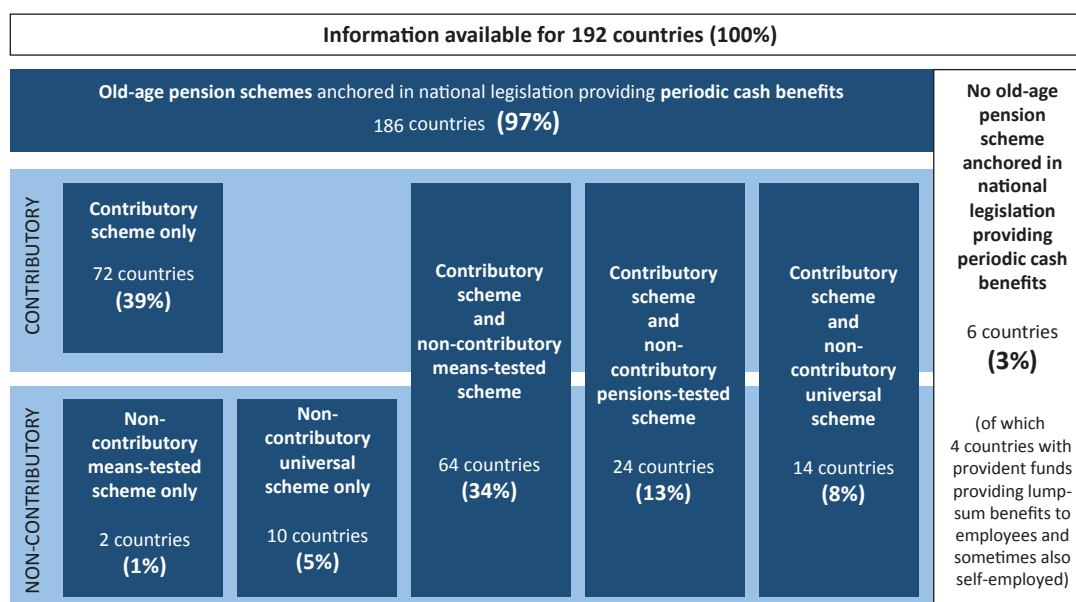 Information available for 192 countries (100%)
Old-age pension schemes anchored in national legislation providing periodic cash benefits
186 countries (97%)
No old-age
pension
scheme
anchored in
national
legislation
providing
periodic cash
benefits
6 countries
(3%)
(of which
4 countries with
provident funds
providing lump-
sum benefits to
employees and
sometimes also
self-employed)
CONTRIBUTORY
Contributory
scheme only
72 countries
(39%)
NON-CONTRIBUTORY
Non-
contributory
means-tested
scheme only
2 countries
(1%)
Non-
contributory
universal
scheme only
10 countries
(5%)
Contributory
scheme
and
non-contributory
means-tested
scheme
64 countries
(34%)
Contributory
scheme
and
non-
contributory
pensions-tested
scheme
24 countries
(13%)
Contributory
scheme
and
non-
contributory
universal
scheme
14 countries
(8%)